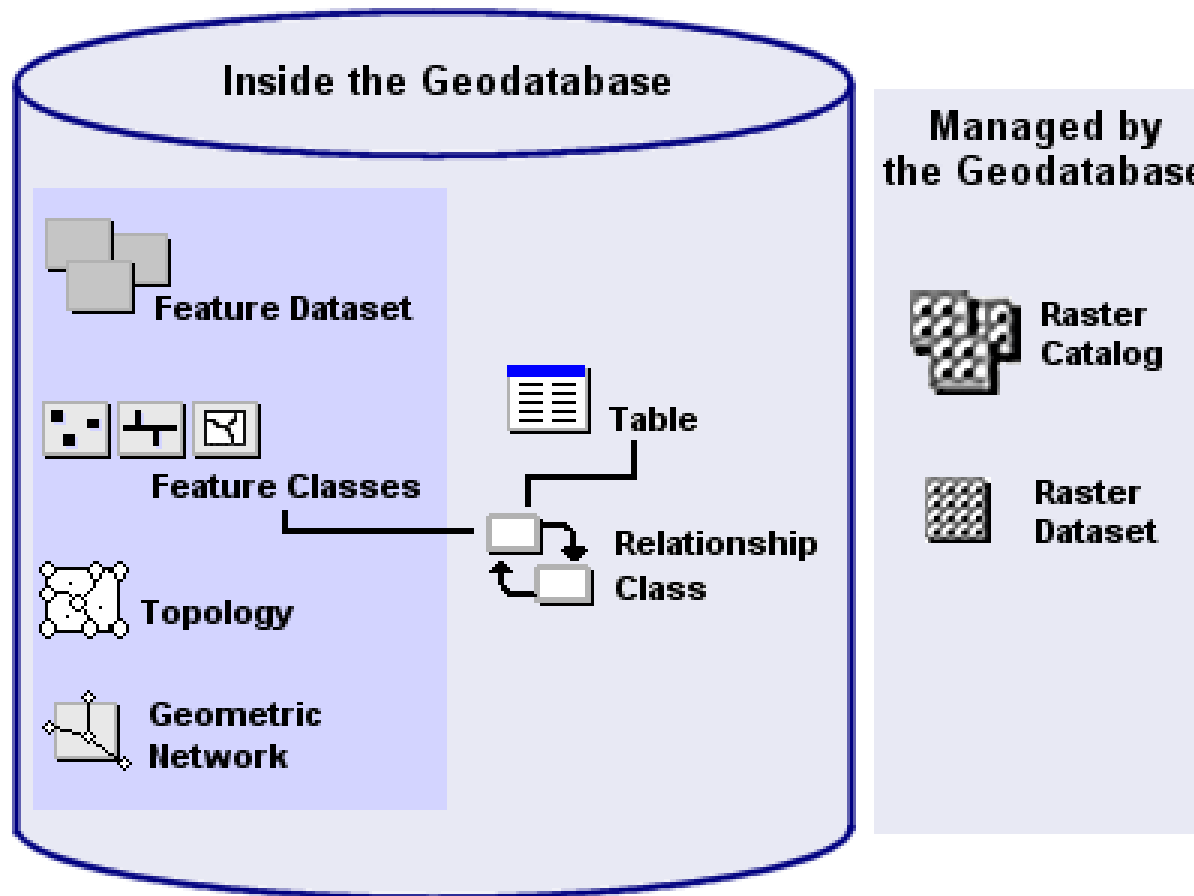 Inside the Geodatabase
Feature Dataset
Feature Classes
Topology
Geometric
Network
Table
Relationship
Class
Managed by
the Geodatabase
Raster
Catalog
Raster
Dataset